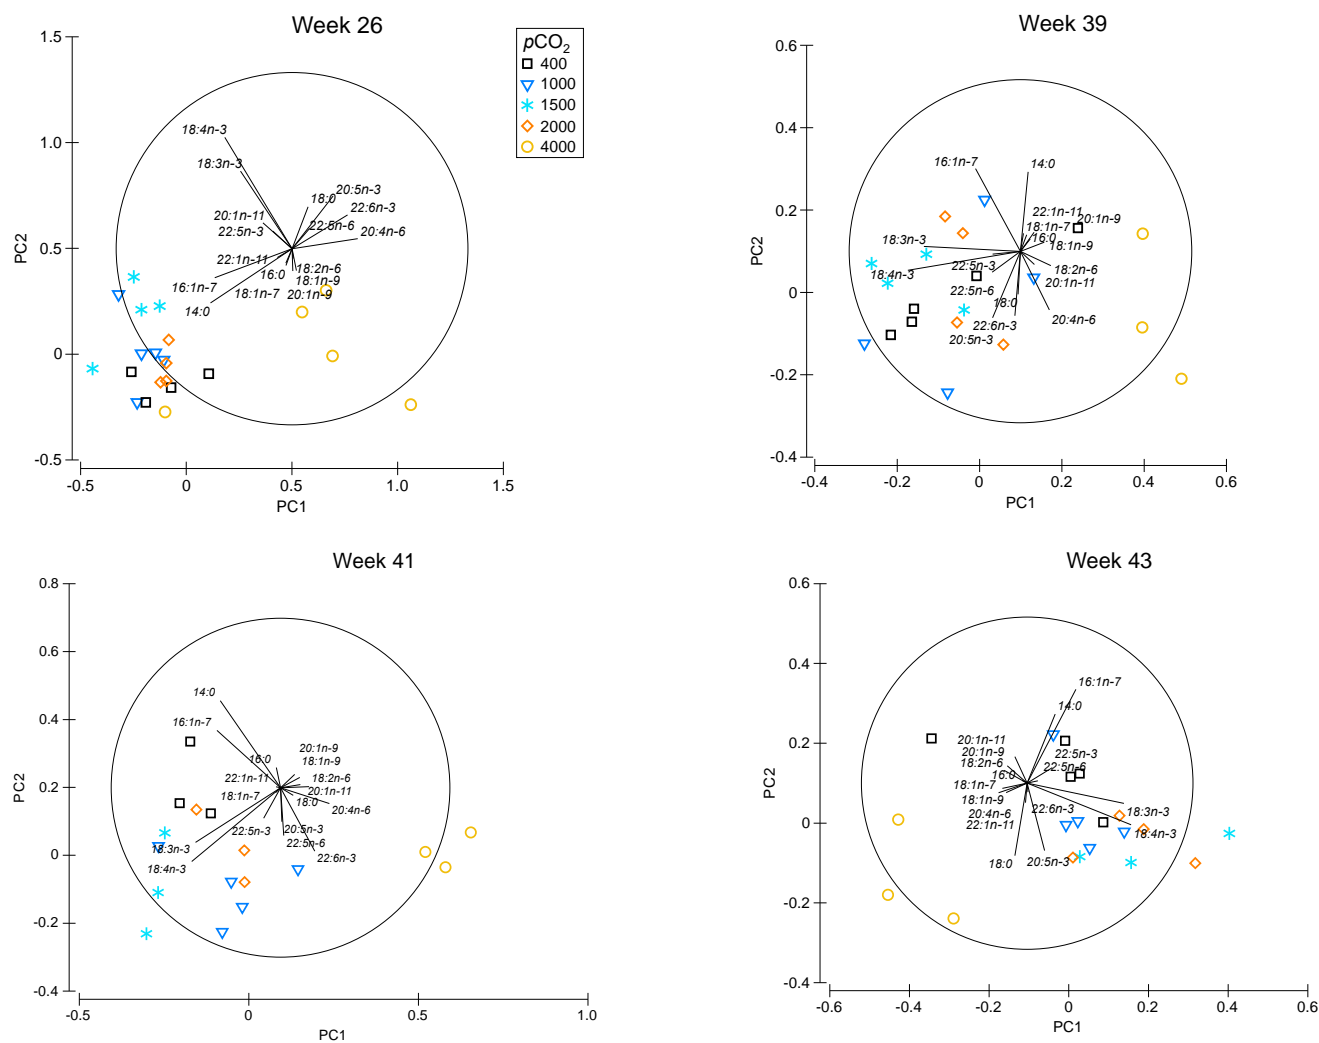 Week 26
pCO2
400
1000
1500
2000
4000
1.5
1.0
0.5
0
-0.5
PC2
18:4n-3
18:3n-3
18:0
20:5n-3
20:1n-11
22:6n-3
22:5n-3
22:5n-6
20:4n-6
22:1n-11
16:0
18:2n-6
16:1n-7
18:1n-9
18:1n-7
20:1n-9
14:0
-0.5
0
0.5
1.0
1.5
PC1
Week 39
0.6
0.4
0.2
0
-0.2
-0.4
PC2
16:1n-7
14:0
22:1n-11
20:1n-9
18:1n-7
18:3n-3
16:0
18:1n-9
18:4n-3
22:5n-3
18:2n-6
20:1n-11
22:5n-6
18:0
20:4n-6
22:6n-3
20:5n-3
-0.4
-0.2
0
0.2
0.4
0.6
PC1
Week 41
0.8
0.6
0.4
0.2
0
-0.2
-0.4
PC2
14:0
16:1n-7
20:1n-9
16:0
18:1n-9
22:1n-11
18:2n-6
18:1n-7
20:1n-11
18:0
20:4n-6
22:5n-3
20:5n-3
18:3n-3
22:5n-6
18:4n-3
22:6n-3
-0.5
0
0.5
1.0
PC1
Week 43
0.6
0.4
0.2
0
-0.2
-0.4
PC2
16:1n-7
14:0
20:1n-11
20:1n-9
22:5n-3
18:2n-6
22:5n-6
16:0
18:1n-7
18:1n-9
20:4n-6
22:6n-3
18:3n-3
22:1n-11
18:4n-3
18:0
20:5n-3
-0.6
-0.4
-0.2
0
0.2
0.4
0.6
PC1